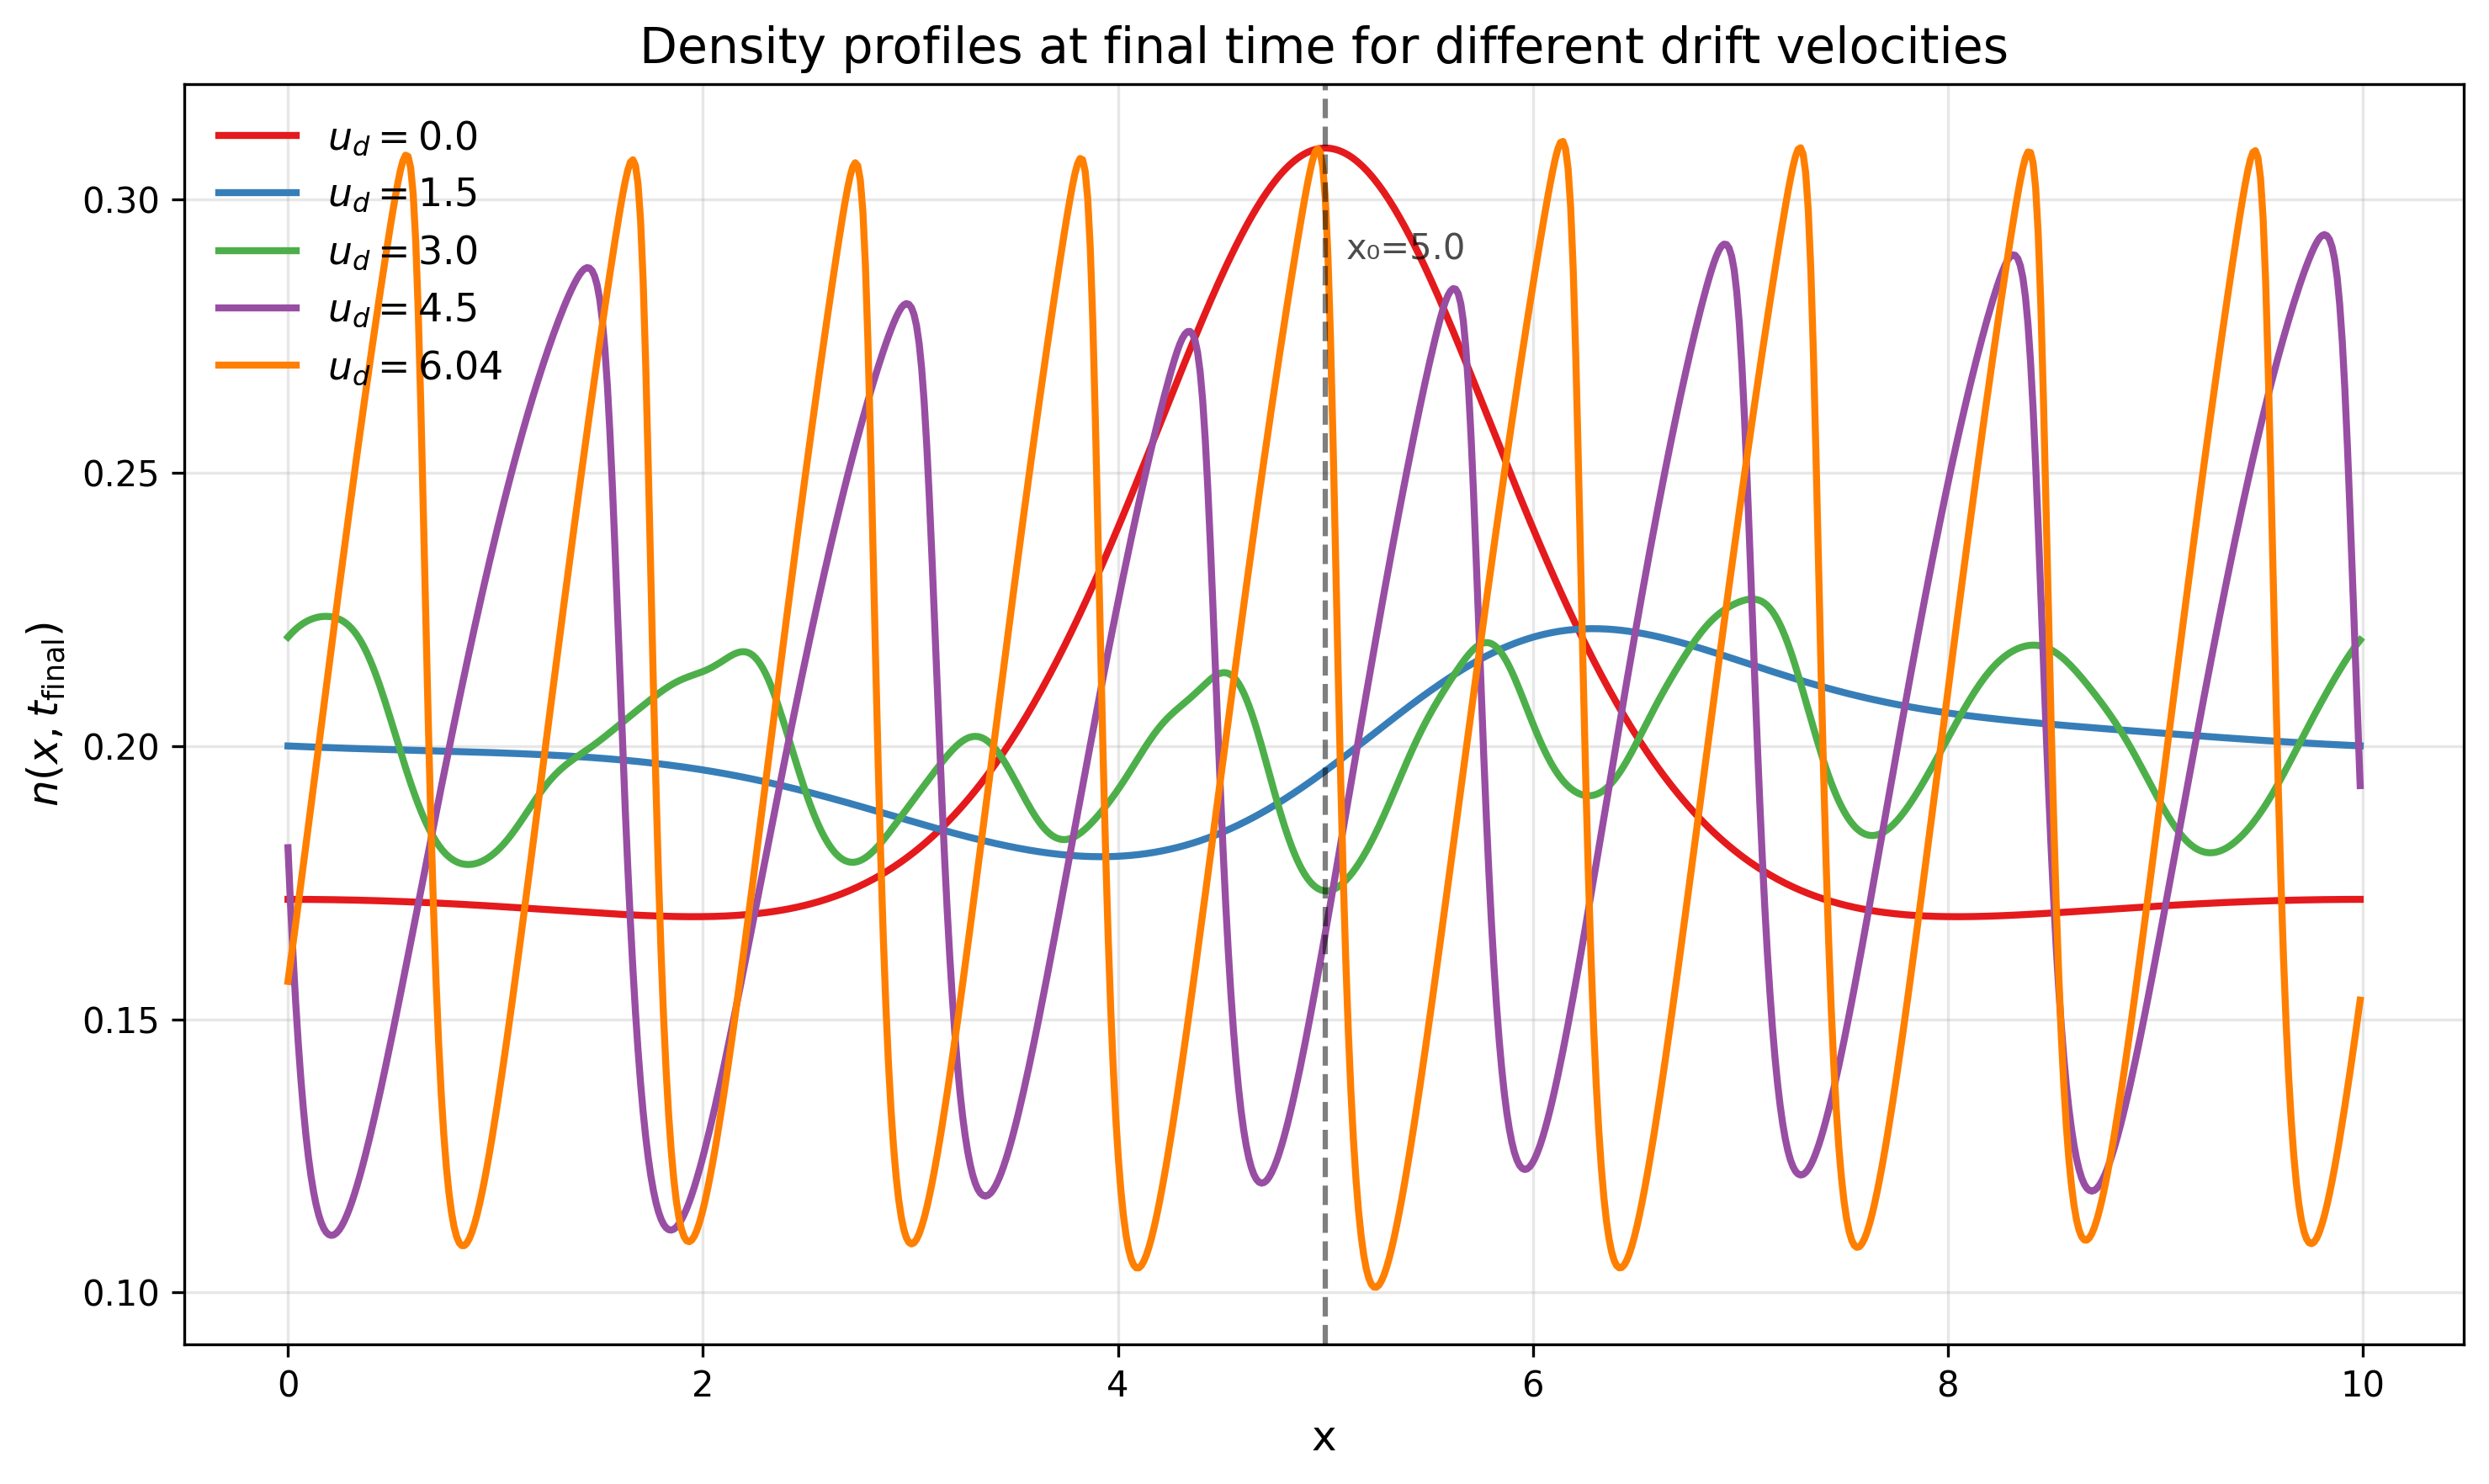 Density profiles at final time for different drift velocities
u_d = 0.0
u_d = 1.5
u_d = 3.0
u_d = 4.5
u_d = 6.04
x₀=5.0
0.30
0.25
0.20
0.15
0.10
n(x, t_final)
0 2 4 6 8 10
x